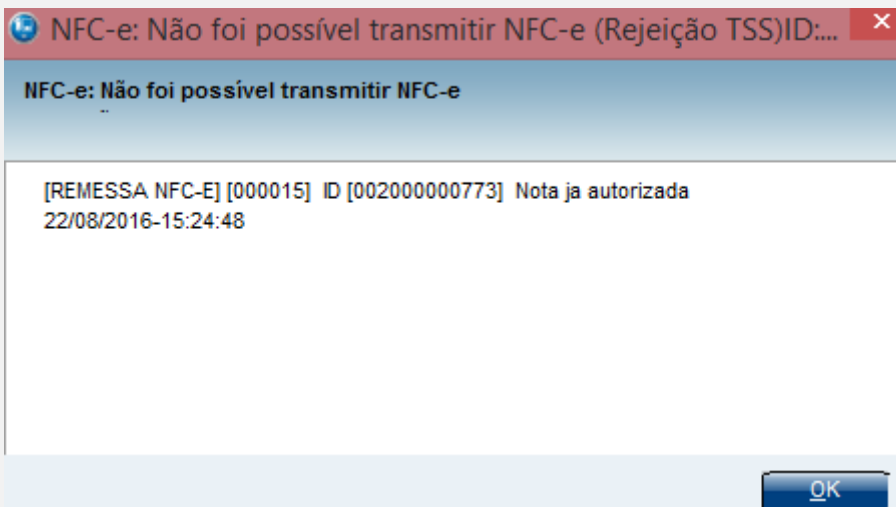 NFC-e: Não foi possível transmitir NFC-e (Rejeição TSS)ID:...
NFC-e: Não foi possível transmitir NFC-e
[REMESSA NFC-E] [000015] ID [002000000773] Nota ja autorizada
22/08/2016-15:24:48
OK